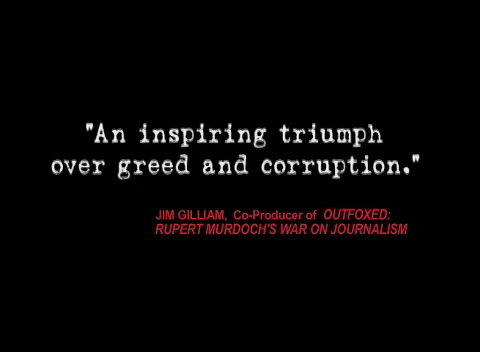 "An inspiring triumph
over greed and corruption."
JIM GILLIAM, Co-Producer of OUTFOXED:
RUPERT MURDOCH'S WAR ON JOURNALISM